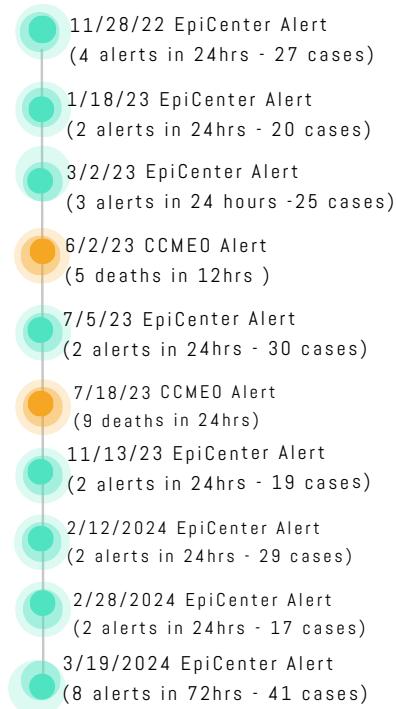 11/28/22 EpiCenter Alert
(4 alerts in 24hrs - 27 cases)
1/18/23 EpiCenter Alert
(2 alerts in 24hrs - 20 cases)
3/2/23 EpiCenter Alert
(3 alerts in 24 hours -25 cases)
6/2/23 CCMEO Alert
(5 deaths in 12hrs )
7/5/23 EpiCenter Alert
(2 alerts in 24hrs - 30 cases)
7/18/23 CCMEO Alert
(9 deaths in 24hrs)
11/13/23 EpiCenter Alert
(2 alerts in 24hrs - 19 cases)
2/12/2024 EpiCenter Alert
(2 alerts in 24hrs - 29 cases)
2/28/2024 EpiCenter Alert
(2 alerts in 24hrs - 17 cases)
3/19/2024 EpiCenter Alert
(8 alerts in 72hrs - 41 cases)